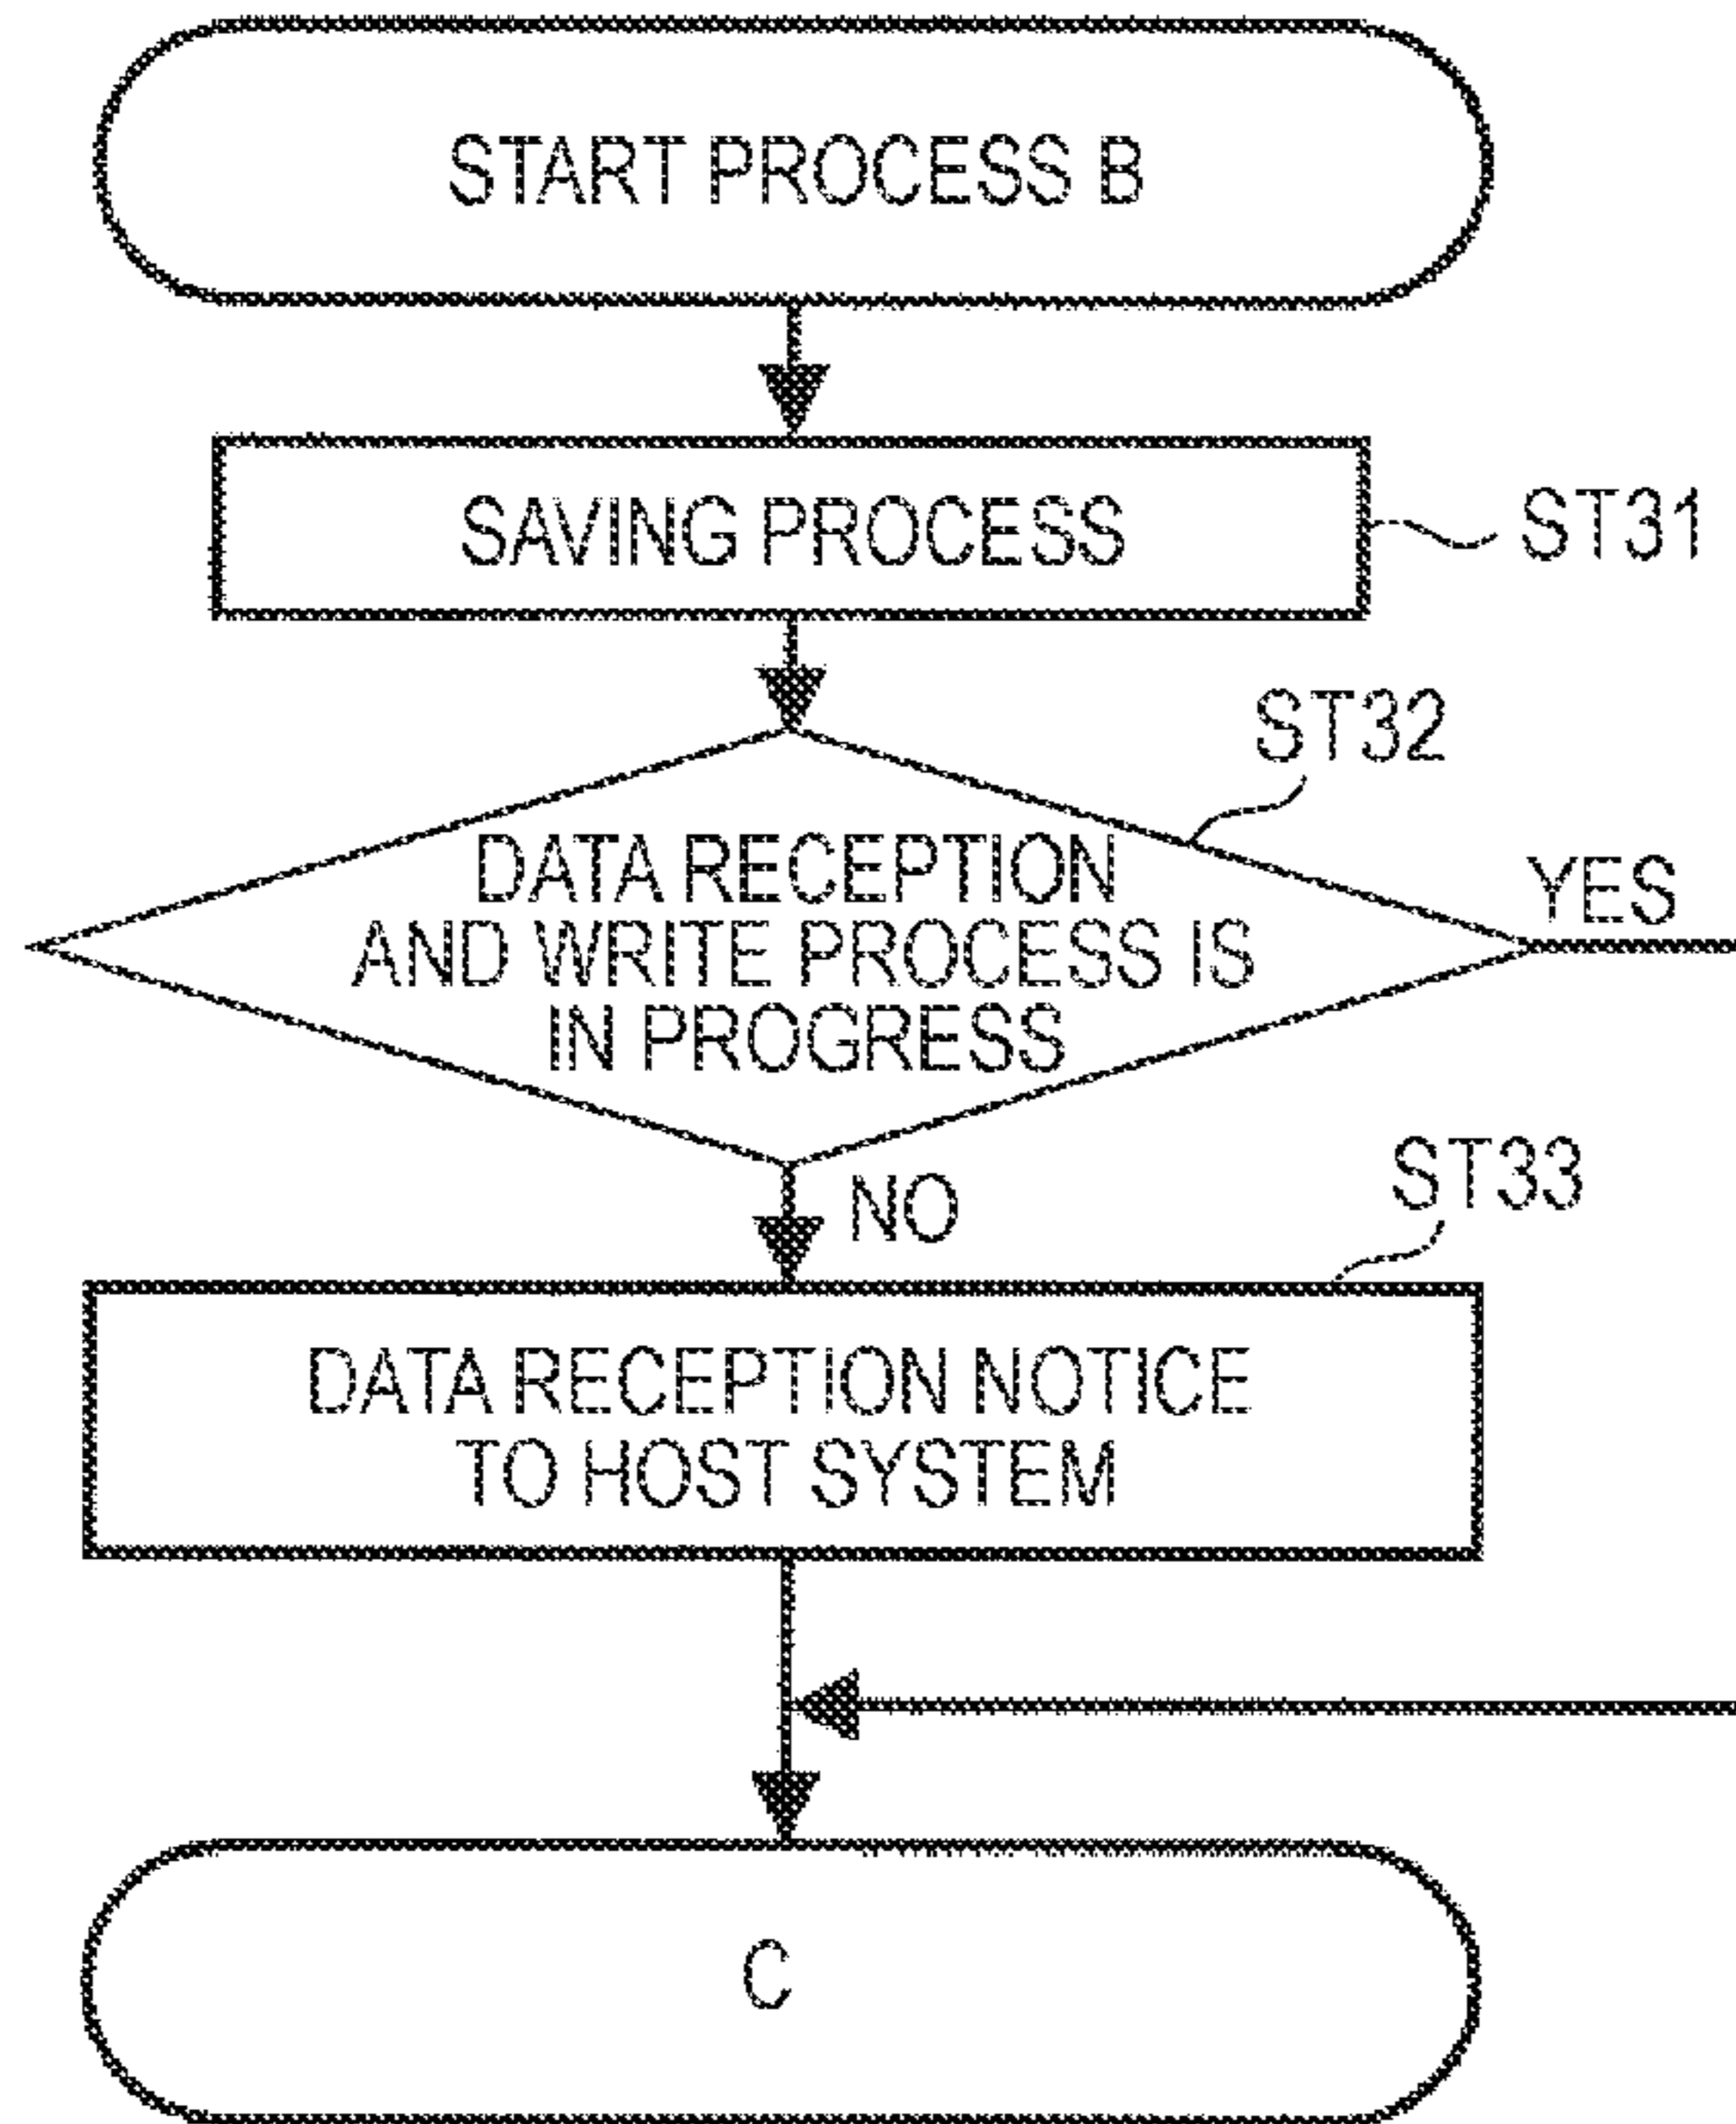 START PROCESS B
SAVING PROCESS
ST31
ST32
DATA RECEPTION
AND WRITE PROCESS IS
IN PROGRESS
YES
NO
ST33
DATA RECEPTION NOTICE
TO HOST SYSTEM
C